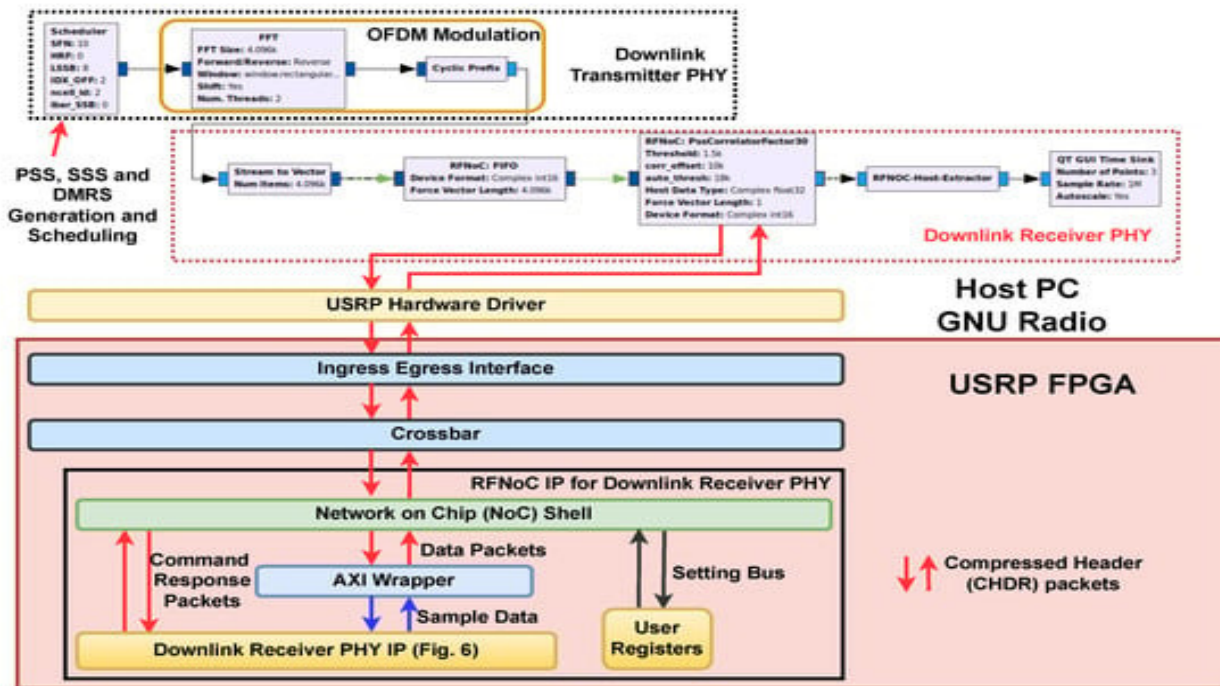 Scheduler
SFN: 10
HRF: 0
LSSB: 8
IDX_OFF: 2
ncell_id: 2
iber_SSB: 0
FFT
FFT Size: 4.096k
Forward/Reverse: Reverse
Window: window.rectangular...
Shift: Yes
Num. Threads: 2
OFDM Modulation
Cyclic Prefix
Downlink
Transmitter PHY
PSS, SSS and
DMRS
Generation and
Scheduling
Stream to Vector
Num Items: 4.096k
RFNoC: FIFO
Device Format: Complex Int16
Force Vector Length: 4.096k
RFNoC: PssCorrelatorFactor30
Threshold: 1.5k
corr_offset: 10k
auto_thresh: 18k
Host Data Type: Complex float32
Force Vector Length: 1
Device Format: Complex int16
RFNOC-Host-Extractor
QT GUI Time Sink
Number of Points: 3
Sample Rate: 1M
Autoscale: Yes
Downlink Receiver PHY
USRP Hardware Driver
Host PC
GNU Radio
Ingress Egress Interface
USRP FPGA
Crossbar
RFNoC IP for Downlink Receiver PHY
Network on Chip (NoC) Shell
Command
Response
Packets
Data Packets
AXI Wrapper
Sample Data
Setting Bus
Downlink Receiver PHY IP (Fig. 6)
User
Registers
Compressed Header
(CHDR) packets